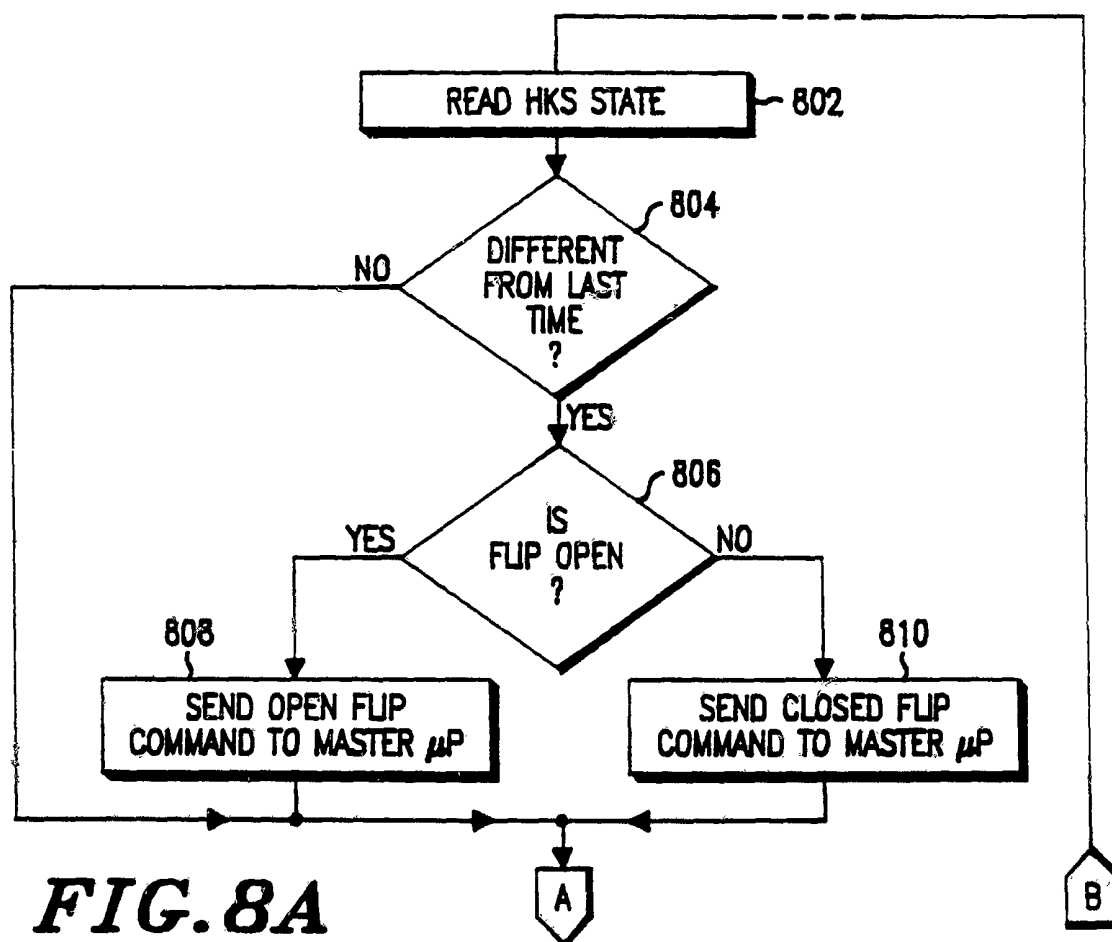 READ HKS STATE
802
804
DIFFERENT
FROM LAST
TIME
?
NO
YES
806
IS
FLIP OPEN
?
YES
NO
808
SEND OPEN FLIP
COMMAND TO MASTER μP
810
SEND CLOSED FLIP
COMMAND TO MASTER μP
A
B
FIG.8A